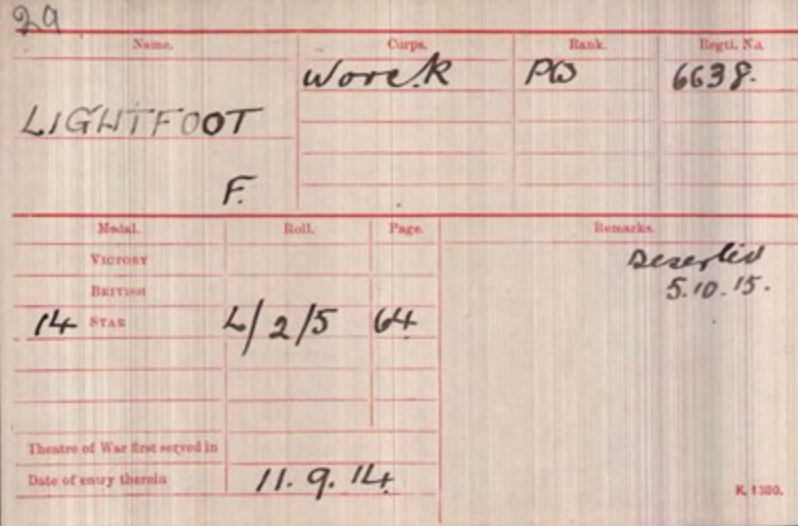 29
Name. Corps. Rank. Regtl. No.
Worc.R PW 6638.
LIGHTFOOT
F.
Medal. Roll. Page. Remarks.
VICTORY Deserted
BRITISH 5.10.15.
14 STAR L/2/5 64
Theatre of War first served in
Date of entry therein 11.9.14.
K. 1380.